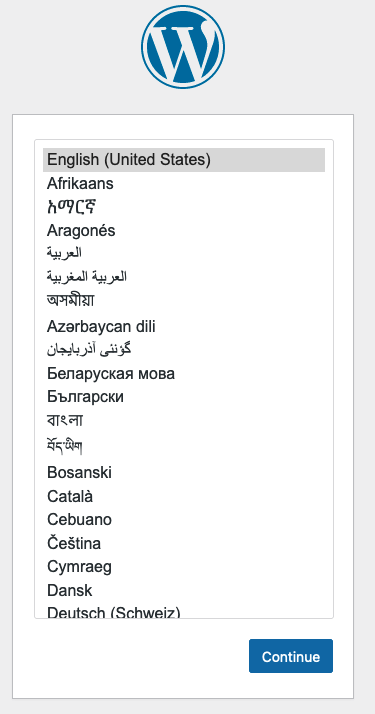 English (United States)
Afrikaans
አማርኛ
Aragonés
العربية
العربية المغربية
অসমীয়া
Azərbaycan dili
گؤنئی آذربایجان
Беларуская мова
Български
বাংলা
བོད་ཡིག
Bosanski
Català
Cebuano
Čeština
Cymraeg
Dansk
Deutsch (Schweiz)
Continue